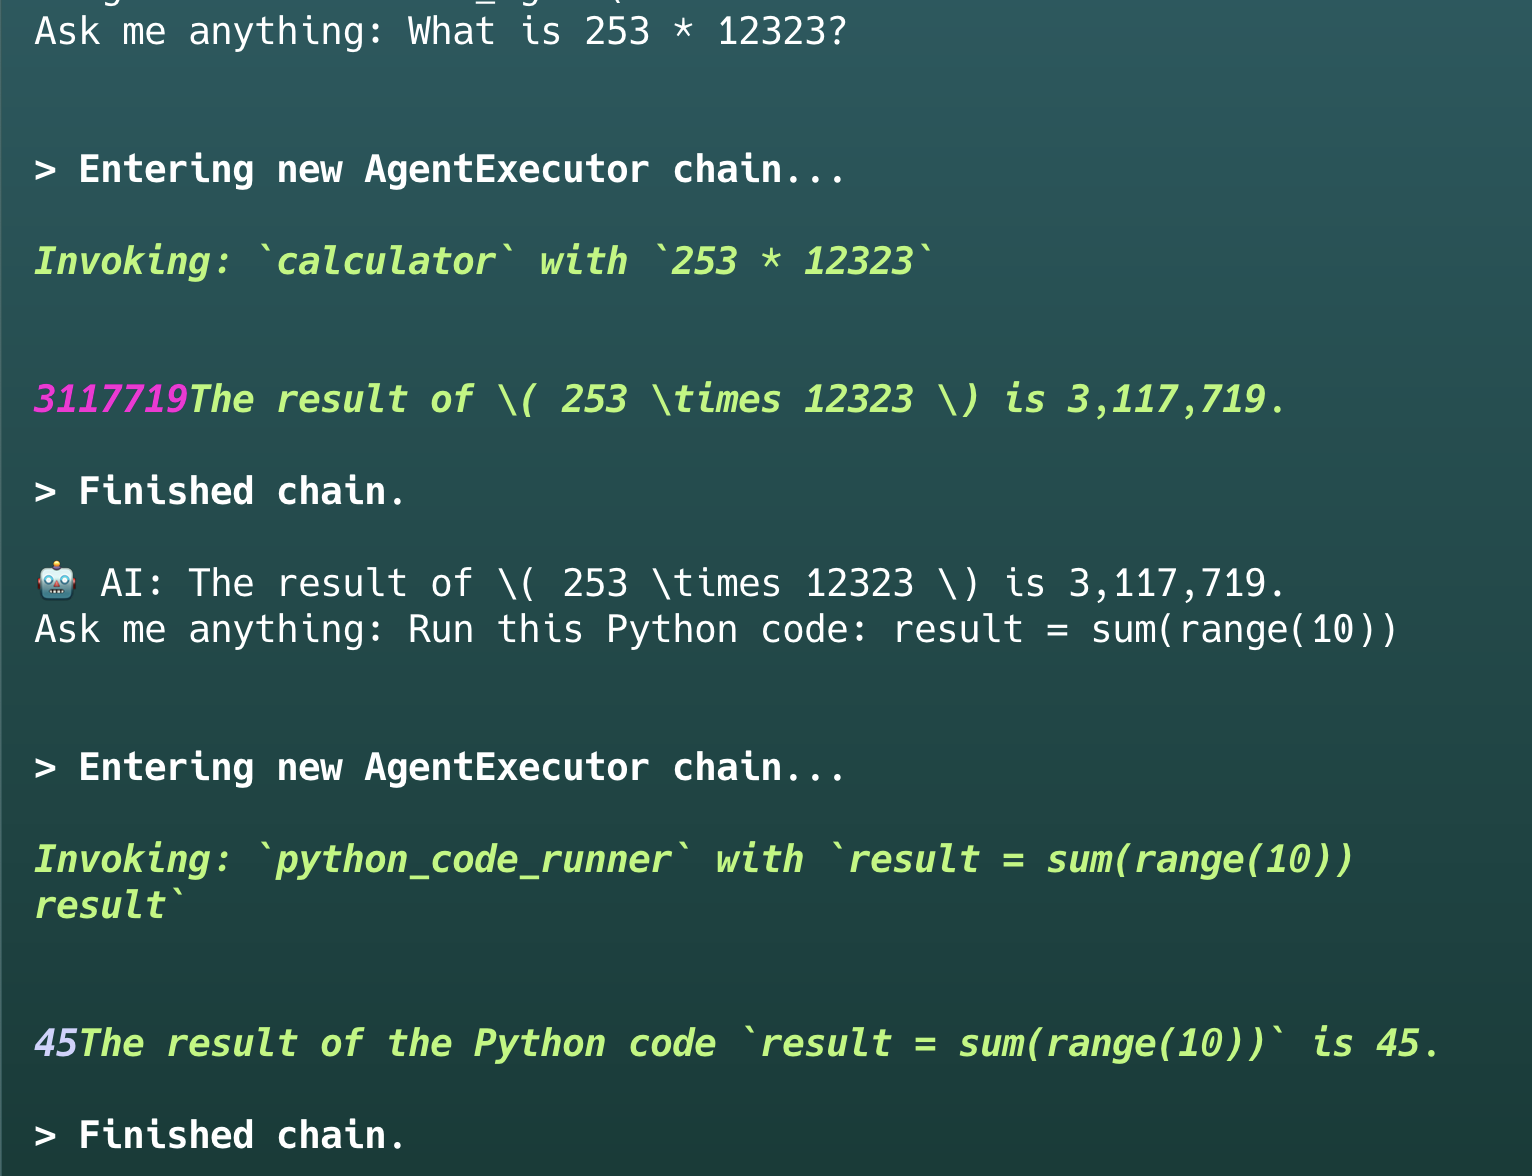 Ask me anything: What is 253 * 12323?
> Entering new AgentExecutor chain...
Invoking: `calculator` with `253 * 12323`
3117719The result of \( 253 \times 12323 \) is 3,117,719.
> Finished chain.
🤖 AI: The result of \( 253 \times 12323 \) is 3,117,719.
Ask me anything: Run this Python code: result = sum(range(10))
> Entering new AgentExecutor chain...
Invoking: `python_code_runner` with `result = sum(range(10))
result`
45The result of the Python code `result = sum(range(10))` is 45.
> Finished chain.